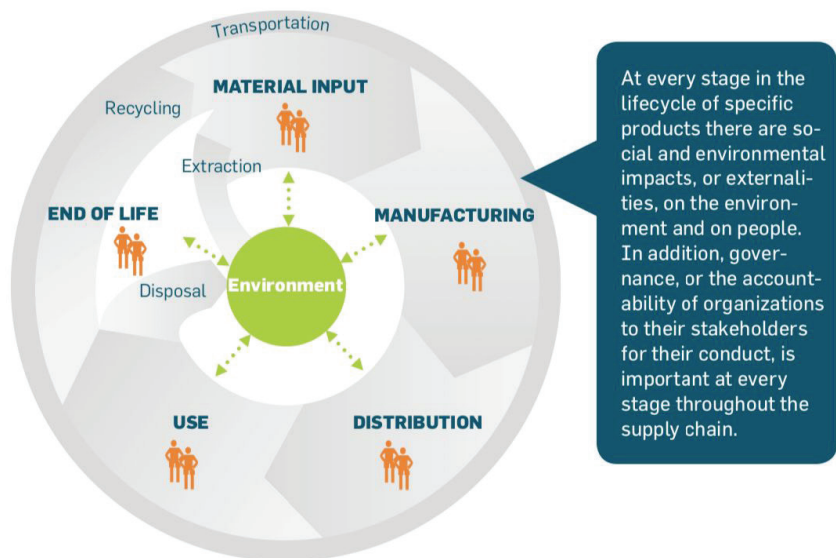 Transportation
MATERIAL INPUT
Recycling
Extraction
END OF LIFE
MANUFACTURING
Disposal
Environment
USE
DISTRIBUTION
At every stage in the
lifecycle of specific
products there are so-
cial and environmental
impacts, or externali-
ties, on the environ-
ment and on people.
In addition, gover-
nance, or the account-
ability of organizations
to their stakeholders
for their conduct, is
important at every
stage throughout the
supply chain.